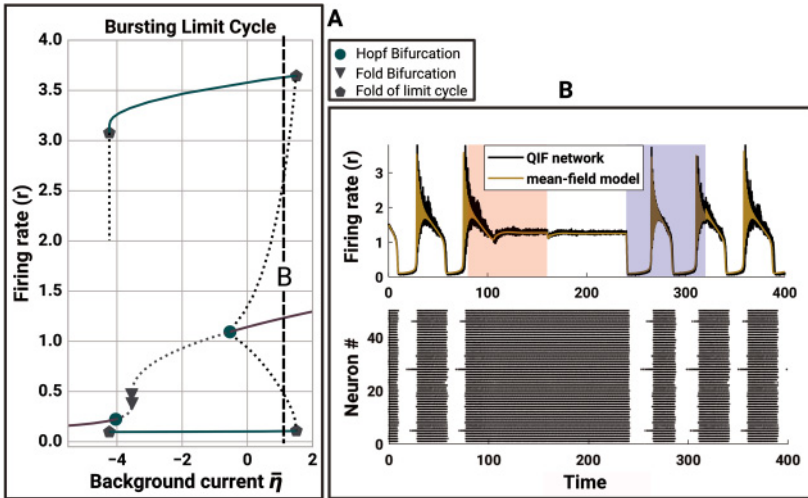 Bursting Limit Cycle
4.0
3.5
3.0
2.5
2.0
1.5
1.0
0.5
0.0
Firing rate (r)
B
−4 −2 0 2
Background current η̄
A
Hopf Bifurcation
Fold Bifurcation
Fold of limit cycle
B
QIF network
mean-field model
3
2
1
0
Firing rate (r)
0 100 200 300 400
40
20
0
Neuron #
0 100 200 300 400
Time